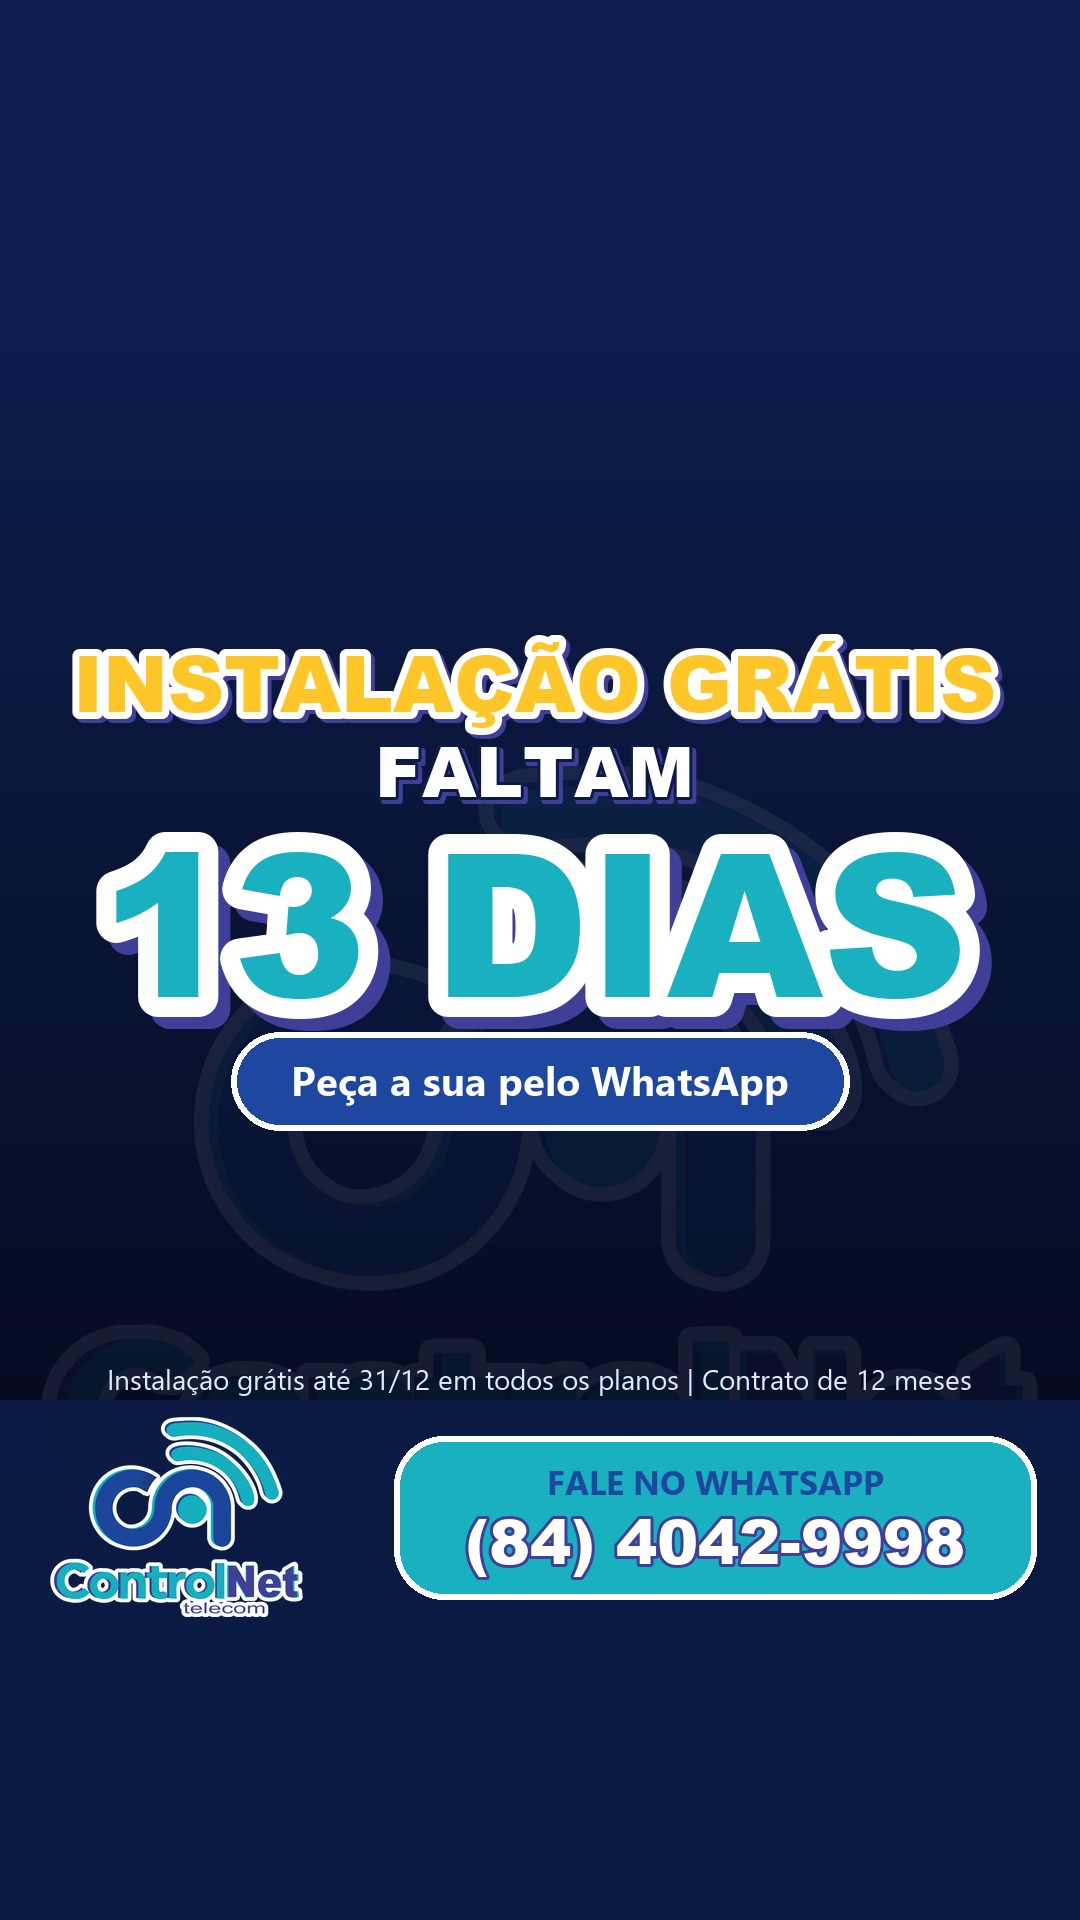 INSTALAÇÃO GRÁTIS
FALTAM
13 DIAS
Peça a sua pelo WhatsApp
Instalação grátis até 31/12 em todos os planos | Contrato de 12 meses
FALE NO WHATSAPP
(84) 4042-9998
ControlNet
telecom